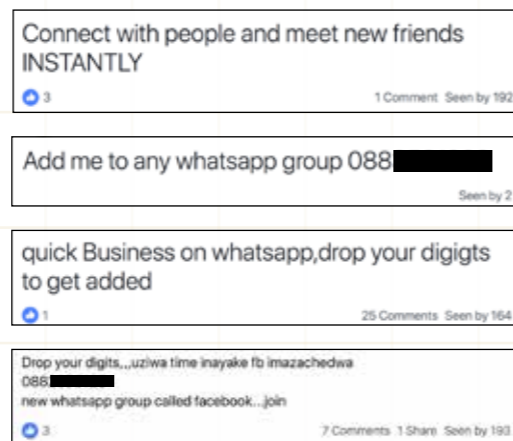 Connect with people and meet new friends
INSTANTLY
3 1 Comment Seen by 192
Add me to any whatsapp group 088
Seen by 2
quick Business on whatsapp,drop your digigts
to get added
1 25 Comments Seen by 164
Drop your digits,,,uziwa time inayake fb imazachedwa
088
new whatsapp group called facebook...join
3 7 Comments 1 Share Seen by 193